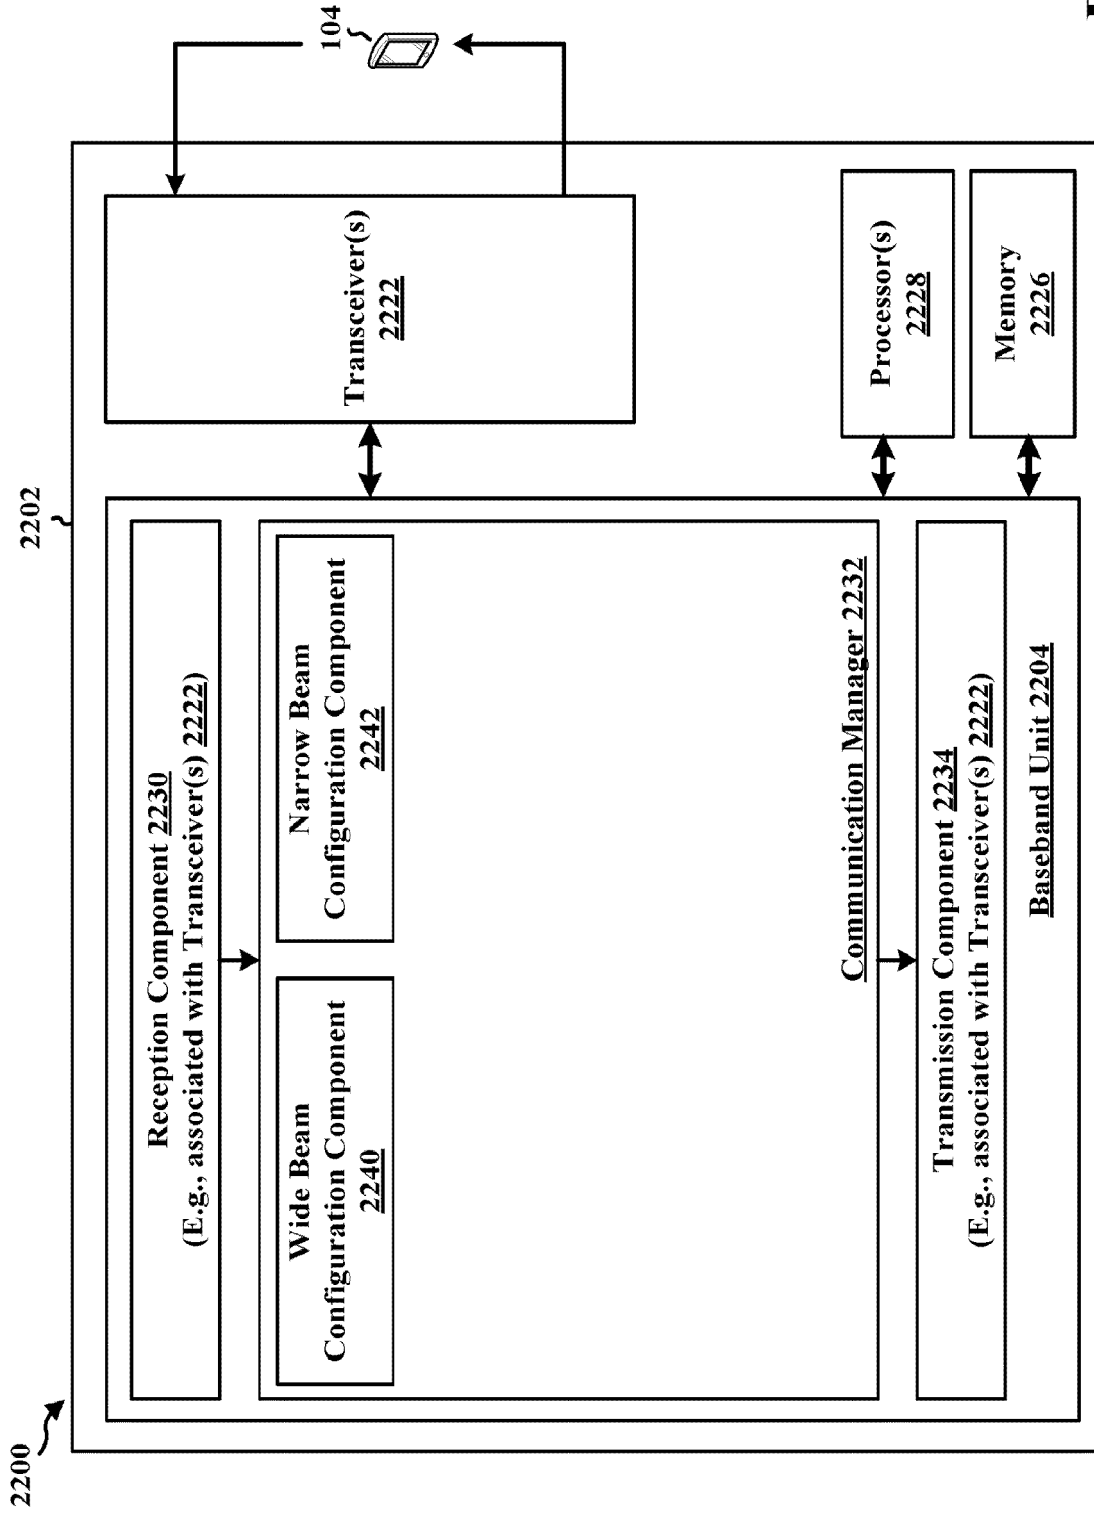 2200
2202
Reception Component 2230
(E.g., associated with Transceiver(s) 2222)
Wide Beam
Configuration Component
2240
Narrow Beam
Configuration Component
2242
Communication Manager 2232
Transmission Component 2234
(E.g., associated with Transceiver(s) 2222)
Baseband Unit 2204
Transceiver(s)
2222
Processor(s)
2228
Memory
2226
104